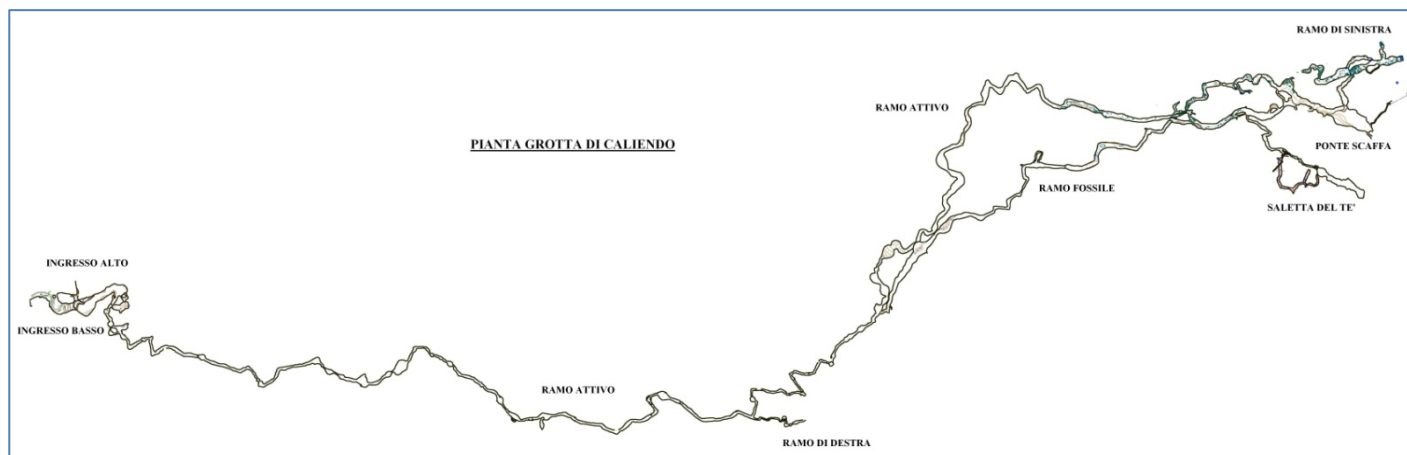 RAMO DI SINISTRA
RAMO ATTIVO
PIANTA GROTTA DI CALIENDO
PONTE SCAFFA
RAMO FOSSILE
SALETTA DEL TE'
INGRESSO ALTO
INGRESSO BASSO
RAMO ATTIVO
RAMO DI DESTRA